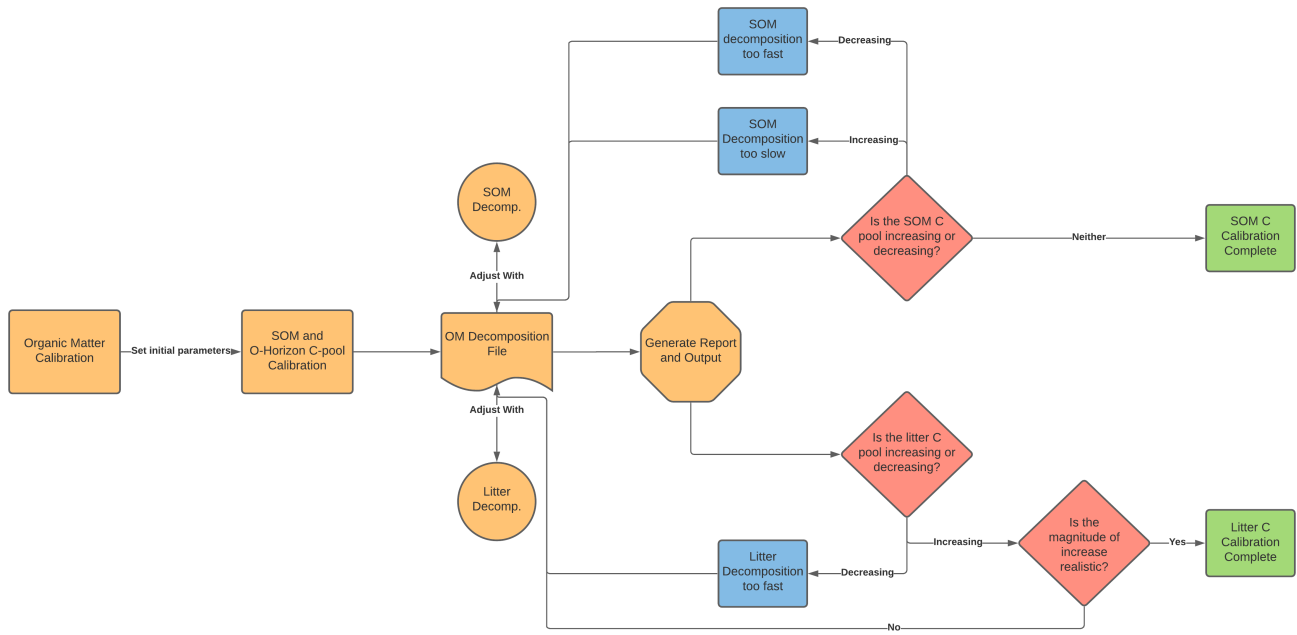 SOM
decomposition
too fast
Decreasing
SOM
Decomposition
too slow
Increasing
SOM
Decomp.
Is the SOM C
pool increasing or
decreasing?
Neither
SOM C
Calibration
Complete
Adjust With
Organic Matter
Calibration
Set initial parameters
SOM and
O-Horizon C-pool
Calibration
OM Decomposition
File
Generate Report
and Output
Adjust With
Is the litter C
pool increasing or
decreasing?
Litter
Decomp.
Increasing
Is the
magnitude of
increase
realistic?
Yes
Litter C
Calibration
Complete
Litter
Decomposition
too fast
Decreasing
No